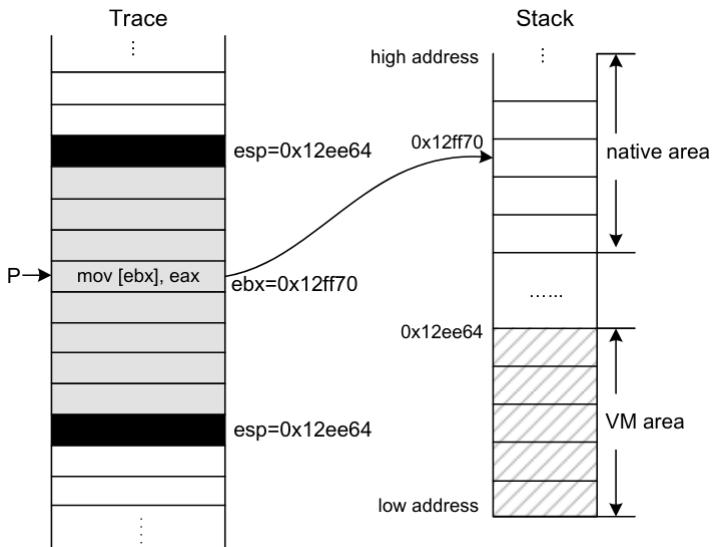 Trace
Stack
high address
esp=0x12ee64
0x12ff70
native area
P
mov [ebx], eax
ebx=0x12ff70
......
0x12ee64
esp=0x12ee64
VM area
low address